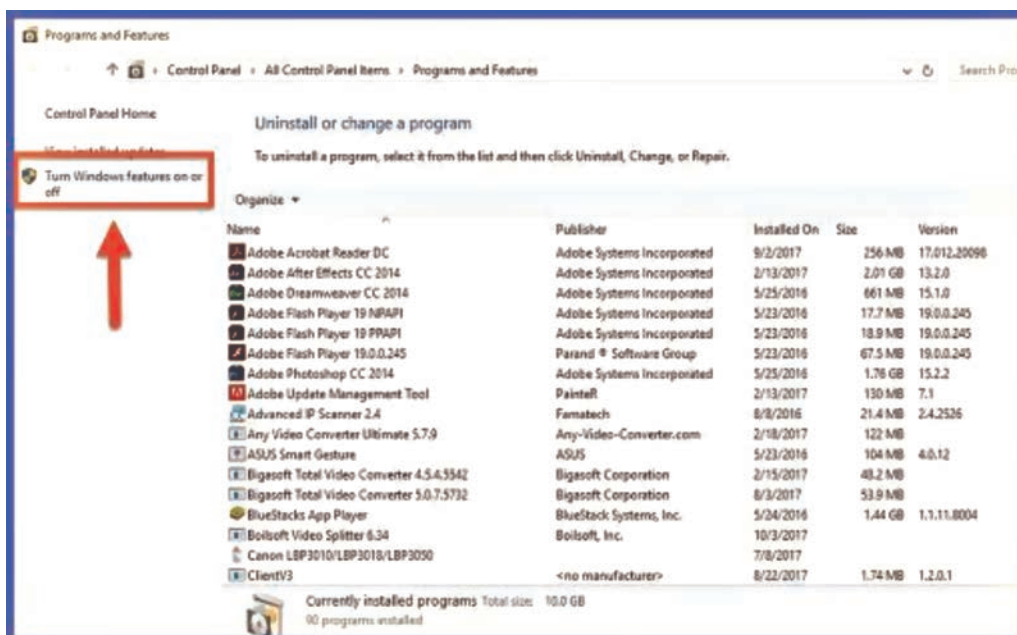 Programs and Features
Control Panel › All Control Panel Items › Programs and Features
Search Pro
Control Panel Home
View installed updates
Turn Windows features on or
off
Uninstall or change a program
To uninstall a program, select it from the list and then click Uninstall, Change, or Repair.
Organize
Name Publisher Installed On Size Version
Adobe Acrobat Reader DC Adobe Systems Incorporated 9/2/2017 256 MB 17.012.20098
Adobe After Effects CC 2014 Adobe Systems Incorporated 2/13/2017 2.01 GB 13.2.0
Adobe Dreamweaver CC 2014 Adobe Systems Incorporated 5/25/2016 661 MB 15.1.0
Adobe Flash Player 19 NPAPI Adobe Systems Incorporated 5/23/2016 17.7 MB 19.0.0.245
Adobe Flash Player 19 PPAPI Adobe Systems Incorporated 5/23/2016 18.9 MB 19.0.0.245
Adobe Flash Player 19.0.0.245 Parand ® Software Group 5/23/2016 67.5 MB 19.0.0.245
Adobe Photoshop CC 2014 Adobe Systems Incorporated 5/25/2016 1.76 GB 15.2.2
Adobe Update Management Tool PainteR 2/13/2017 130 MB 7.1
Advanced IP Scanner 2.4 Famatech 8/8/2016 21.4 MB 2.4.2526
Any Video Converter Ultimate 5.7.9 Any-Video-Converter.com 2/18/2017 122 MB
ASUS Smart Gesture ASUS 5/23/2016 104 MB 4.0.12
Bigasoft Total Video Converter 4.5.4.5542 Bigasoft Corporation 2/15/2017 48.2 MB
Bigasoft Total Video Converter 5.0.7.5732 Bigasoft Corporation 8/3/2017 53.9 MB
BlueStacks App Player BlueStack Systems, Inc. 5/24/2016 1.44 GB 1.1.11.8004
Boilsoft Video Splitter 6.34 Boilsoft, Inc. 10/3/2017
Canon LBP3010/LBP3018/LBP3050 7/8/2017
ClientV3 <no manufacturer> 8/22/2017 1.74 MB 1.2.0.1
Currently installed programs Total size: 10.0 GB
90 programs installed